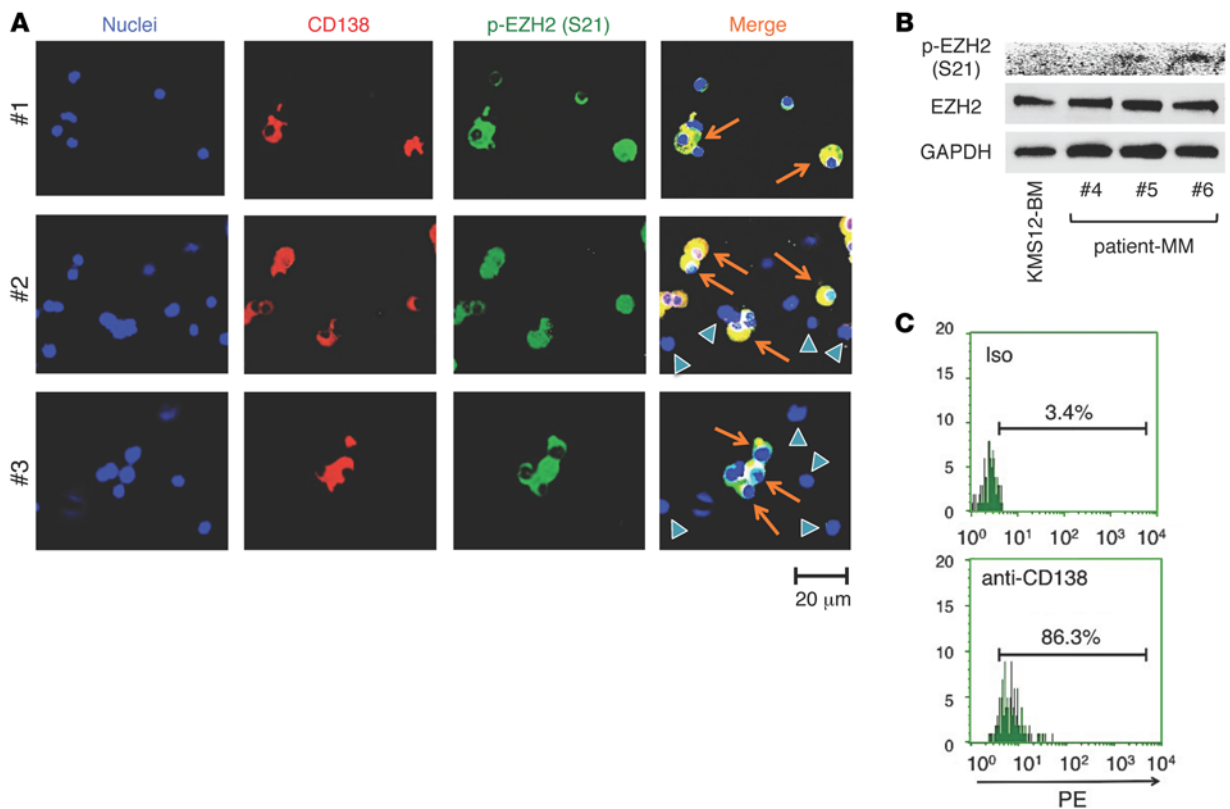 A
Nuclei
CD138
p-EZH2 (S21)
Merge
#1
#2
#3
20 μm
B
p-EZH2
(S21)
EZH2
GAPDH
KMS12-BM
#4
#5
#6
patient-MM
C
20
15
10
5
0
Iso
3.4%
10⁰ 10¹ 10² 10³ 10⁴
20
15
10
5
0
anti-CD138
86.3%
10⁰ 10¹ 10² 10³ 10⁴
PE